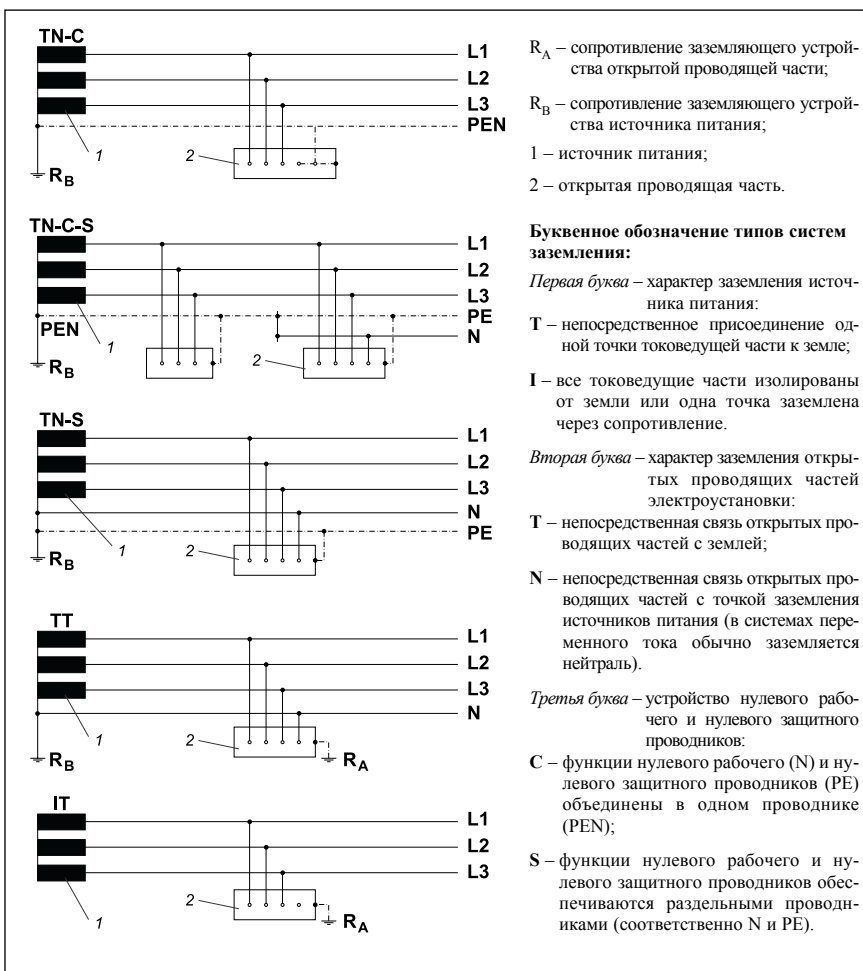 TN-C
L1
L2
L3
PEN
1
2
R_B
TN-C-S
L1
L2
L3
PE
N
PEN
1
2
R_B
TN-S
L1
L2
L3
N
PE
1
2
R_B
TT
L1
L2
L3
N
1
2
R_B
R_A
IT
L1
L2
L3
1
2
R_A
R_A – сопротивление заземляющего устрой-
ства открытой проводящей части;
R_B – сопротивление заземляющего устрой-
ства источника питания;
1 – источник питания;
2 – открытая проводящая часть.
Буквенное обозначение типов систем
заземления:
Первая буква – характер заземления источ-
ника питания:
T – непосредственное присоединение од-
ной точки токоведущей части к земле;
I – все токоведущие части изолированы
от земли или одна точка заземлена
через сопротивление.
Вторая буква – характер заземления откры-
тых проводящих частей
электроустановки:
T – непосредственная связь открытых про-
водящих частей с землей;
N – непосредственная связь открытых про-
водящих частей с точкой заземления
источников питания (в системах пере-
менного тока обычно заземляется
нейтраль).
Третья буква – устройство нулевого рабо-
чего и нулевого защитного
проводников:
C – функции нулевого рабочего (N) и ну-
левого защитного проводников (PE)
объединены в одном проводнике
(PEN);
S – функции нулевого рабочего и ну-
левого защитного проводников обес-
печиваются раздельными проводн-
иками (соответственно N и PE).